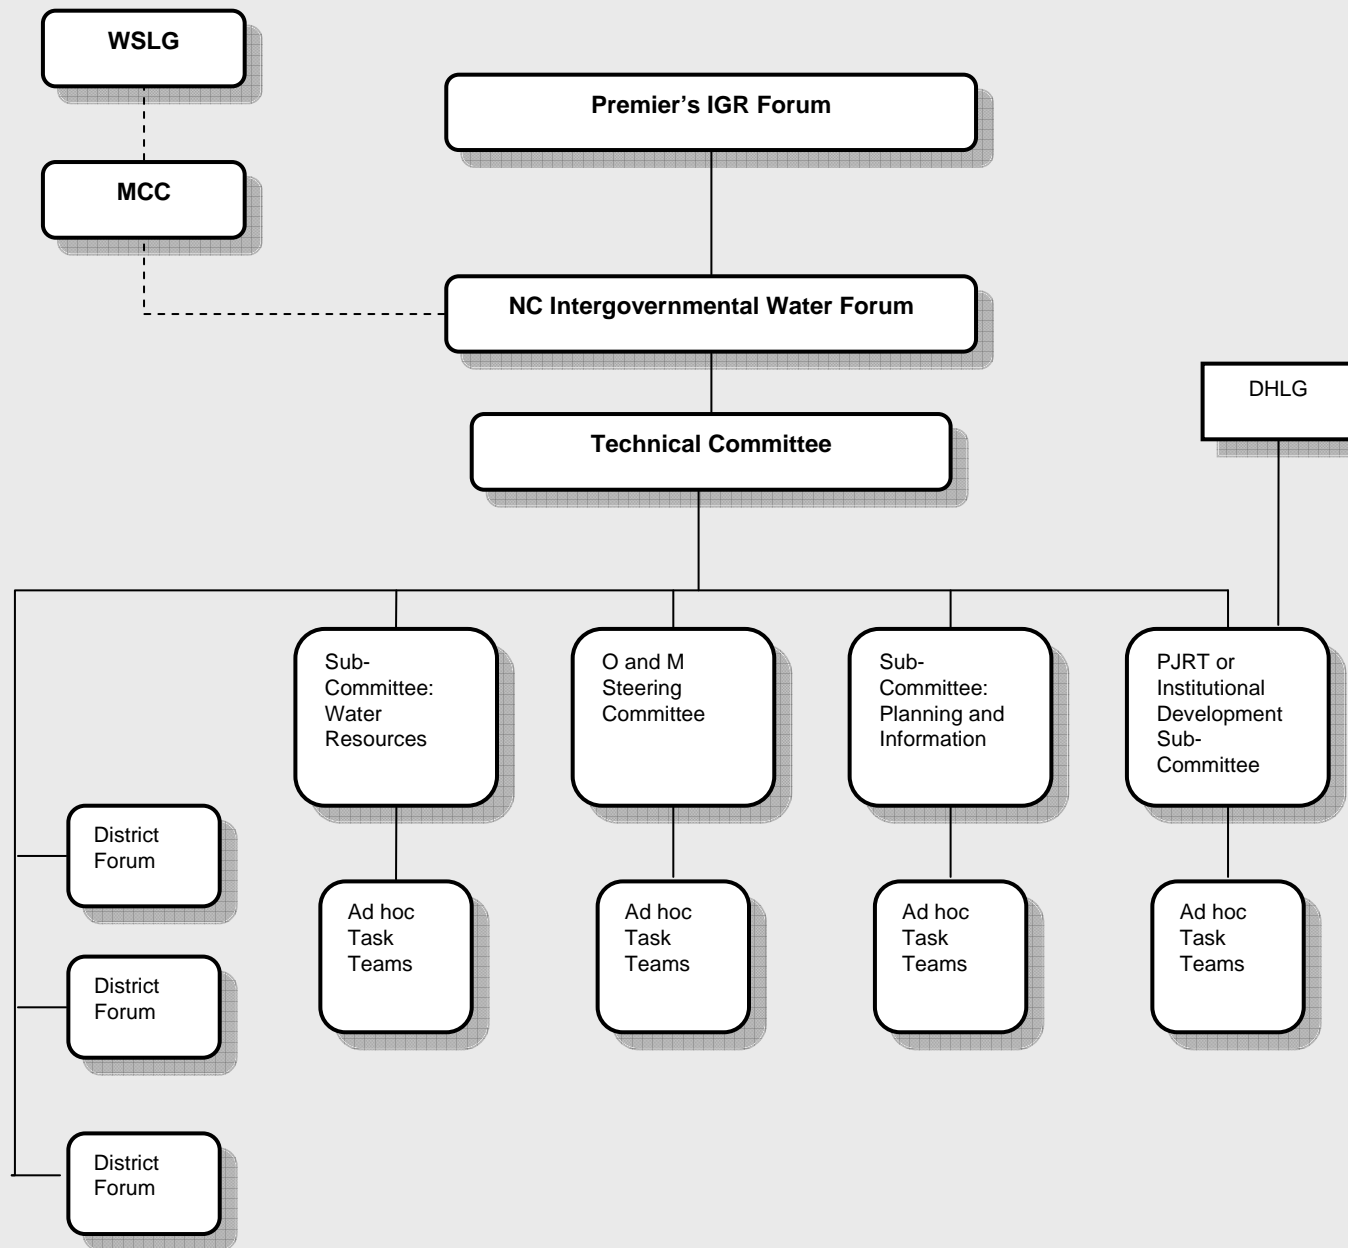 WSLG
Premier’s IGR Forum
MCC
NC Intergovernmental Water Forum
DHLG
Technical Committee
Sub-
Committee:
Water
Resources
O and M
Steering
Committee
Sub-
Committee:
Planning and
Information
PJRT or
Institutional
Development
Sub-
Committee
District
Forum
Ad hoc
Task
Teams
Ad hoc
Task
Teams
Ad hoc
Task
Teams
Ad hoc
Task
Teams
District
Forum
District
Forum